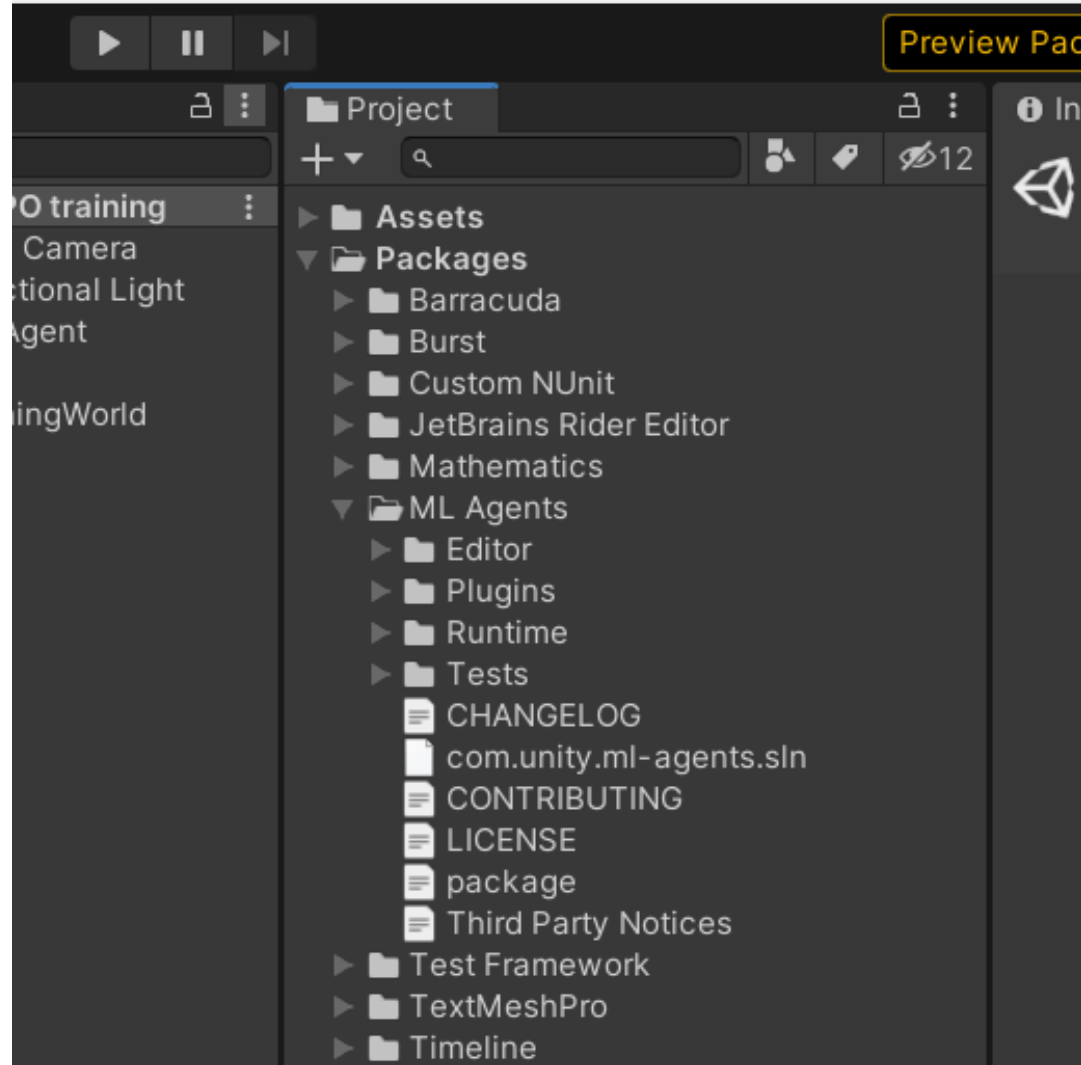 Preview Pac
Project
In
12
O training
Camera
ctional Light
Agent
ingWorld
Assets
Packages
Barracuda
Burst
Custom NUnit
JetBrains Rider Editor
Mathematics
ML Agents
Editor
Plugins
Runtime
Tests
CHANGELOG
com.unity.ml-agents.sln
CONTRIBUTING
LICENSE
package
Third Party Notices
Test Framework
TextMeshPro
Timeline